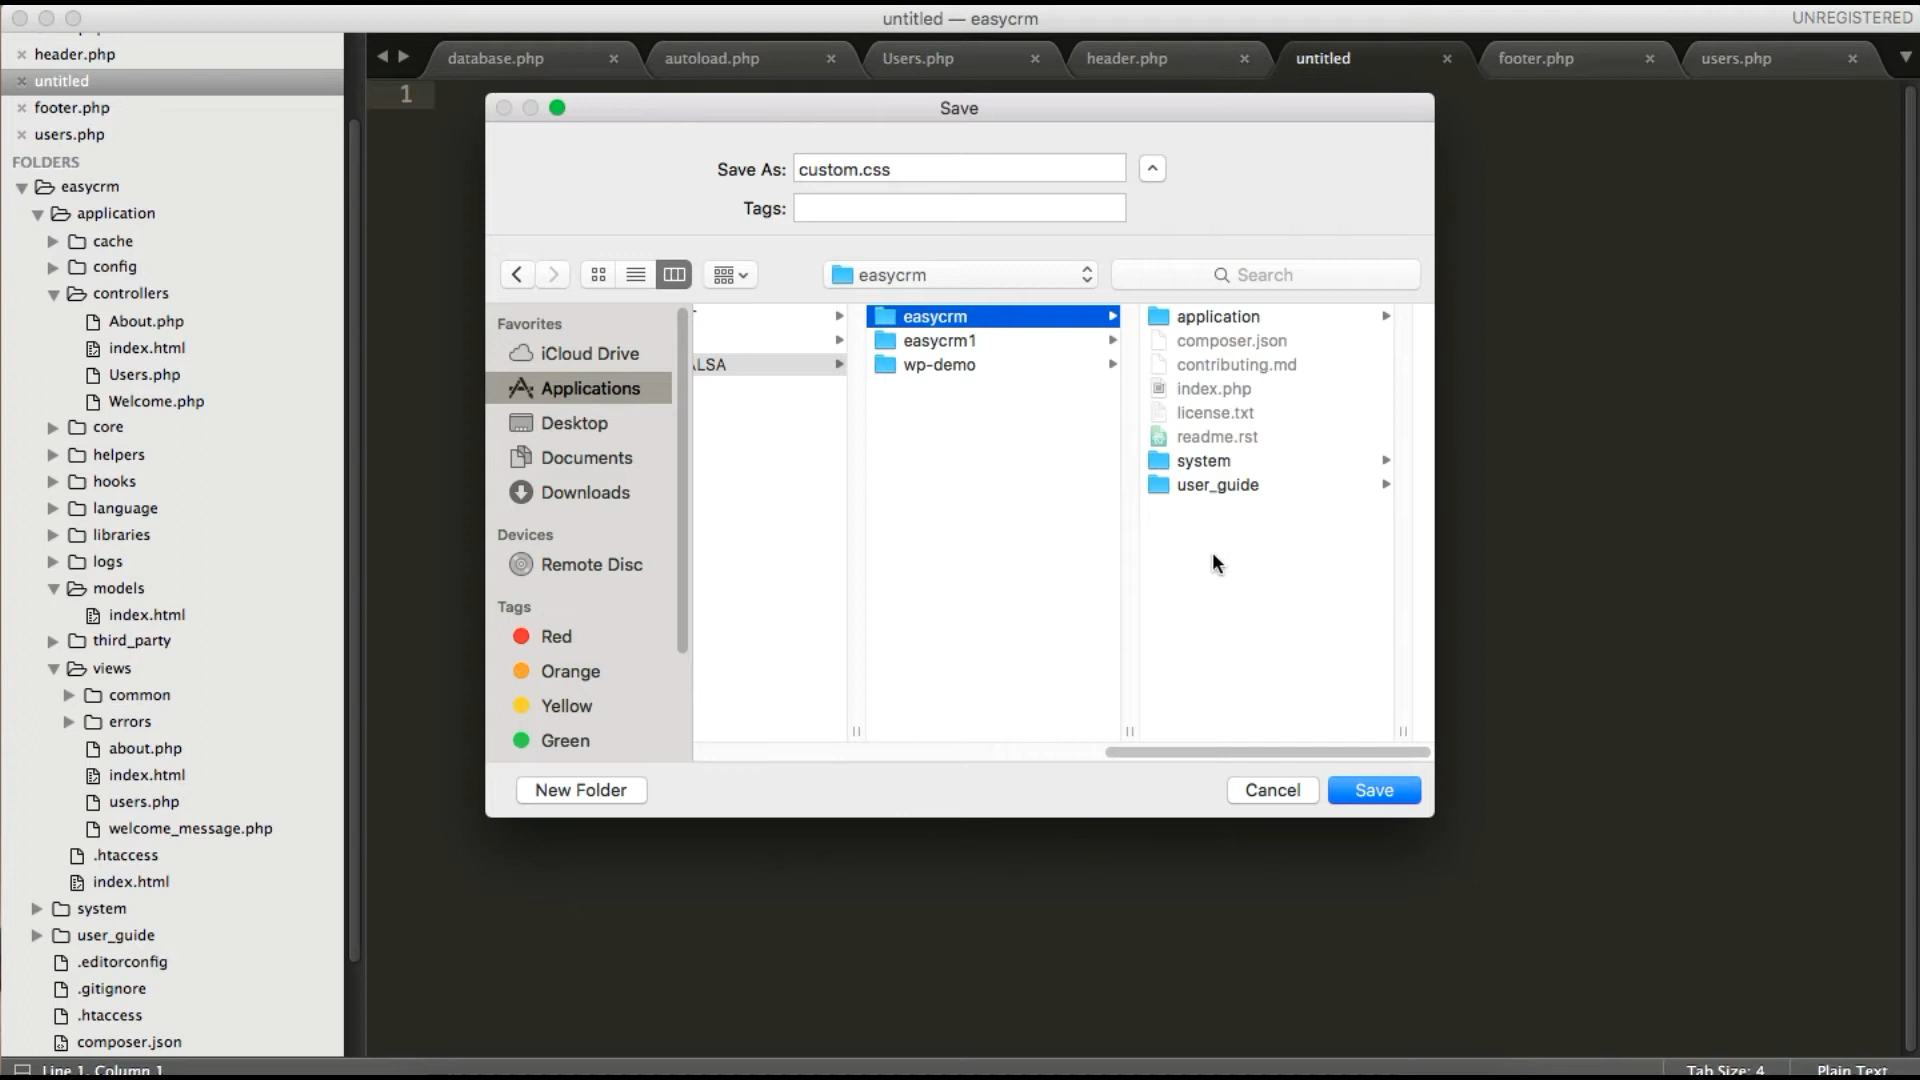 untitled — easycrm
UNREGISTERED
header.php
untitled
footer.php
users.php
FOLDERS
easycrm
application
cache
config
controllers
About.php
index.html
Users.php
Welcome.php
core
helpers
hooks
language
libraries
logs
models
index.html
third_party
views
common
errors
about.php
index.html
users.php
welcome_message.php
.htaccess
index.html
system
user_guide
.editorconfig
.gitignore
.htaccess
composer.json
database.php
autoload.php
Users.php
header.php
untitled
footer.php
users.php
1
Save
Save As: custom.css
Tags:
easycrm
Search
Favorites
iCloud Drive
Applications
Desktop
Documents
Downloads
Devices
Remote Disc
Tags
Red
Orange
Yellow
Green
LSA
easycrm
easycrm1
wp-demo
application
composer.json
contributing.md
index.php
license.txt
readme.rst
system
user_guide
New Folder
Cancel
Save
Line 1, Column 1
Tab Size: 4
Plain Text